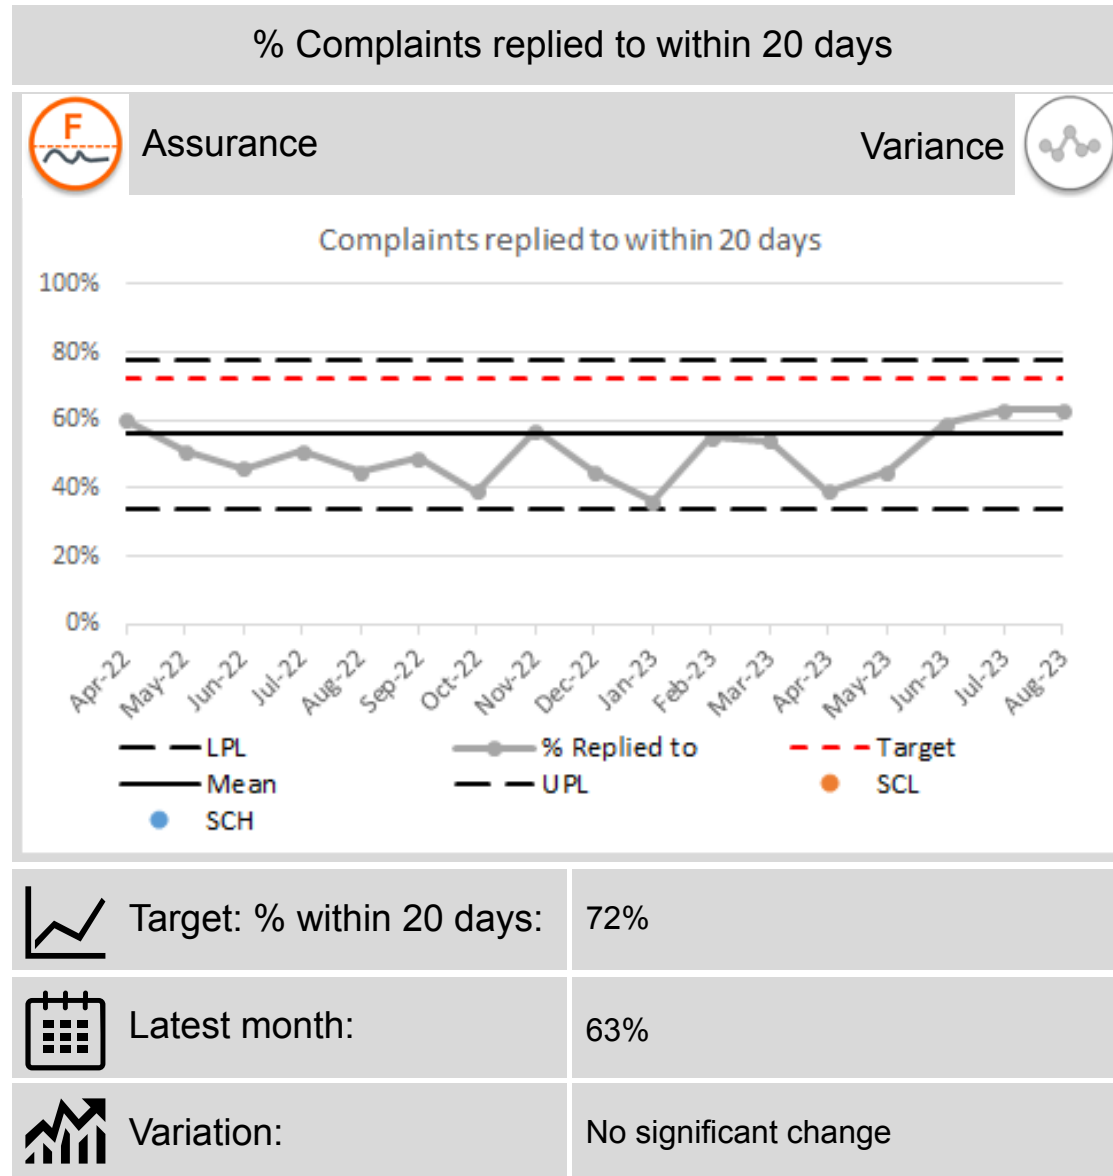 % Complaints replied to within 20 days
F
Assurance
Variance
Complaints replied to within 20 days
100%
80%
60%
40%
20%
0%
Apr-22 May-22 Jun-22 Jul-22 Aug-22 Sep-22 Oct-22 Nov-22 Dec-22 Jan-23 Feb-23 Mar-23 Apr-23 May-23 Jun-23 Jul-23 Aug-23
LPL % Replied to Target
Mean UPL SCL
SCH
Target: % within 20 days: 72%
Latest month: 63%
Variation: No significant change